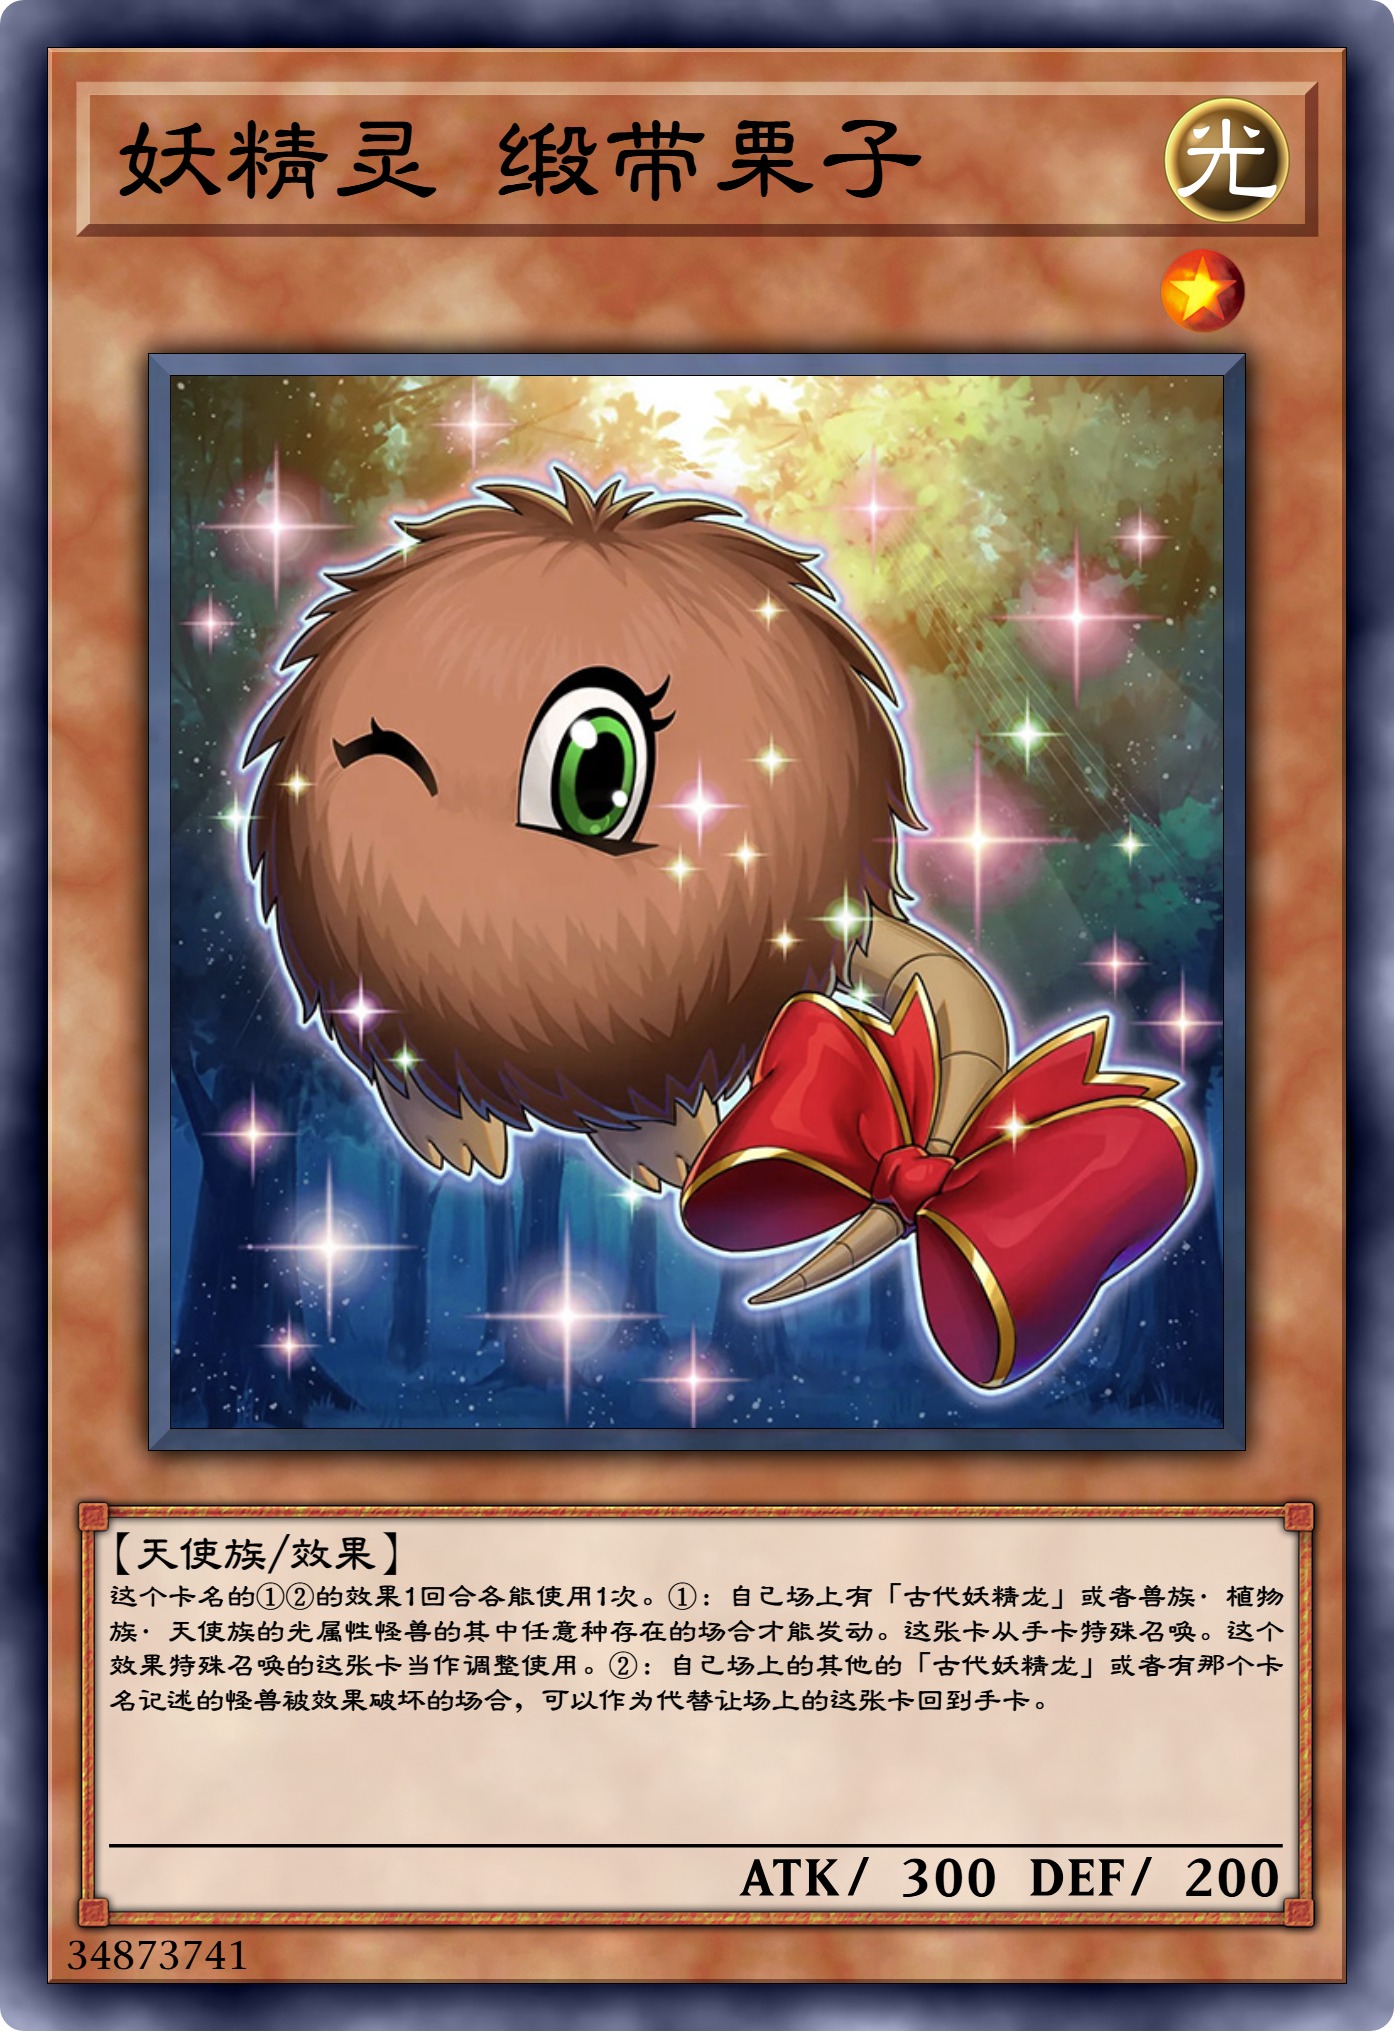 妖精灵 缎带栗子
光
【天使族/效果】
这个卡名的①②的效果1回合各能使用1次。①：自己场上有「古代妖精龙」或者兽族·植物
族·天使族的光属性怪兽的其中任意种存在的场合才能发动。这张卡从手卡特殊召唤。这个
效果特殊召唤的这张卡当作调整使用。②：自己场上的其他的「古代妖精龙」或者有那个卡
名记述的怪兽被效果破坏的场合，可以作为代替让场上的这张卡回到手卡。
ATK/ 300 DEF/ 200
34873741